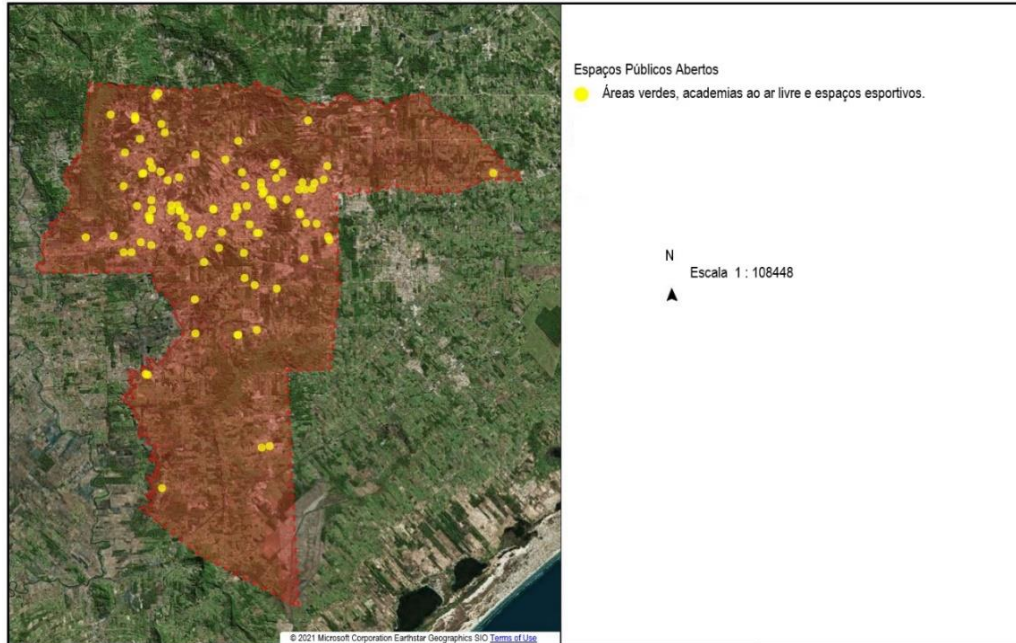 Espaços Públicos Abertos
Áreas verdes, academias ao ar livre e espaços esportivos.
N
Escala 1 : 108448
© 2021 Microsoft Corporation Earthstar Geographics SIO Terms of Use